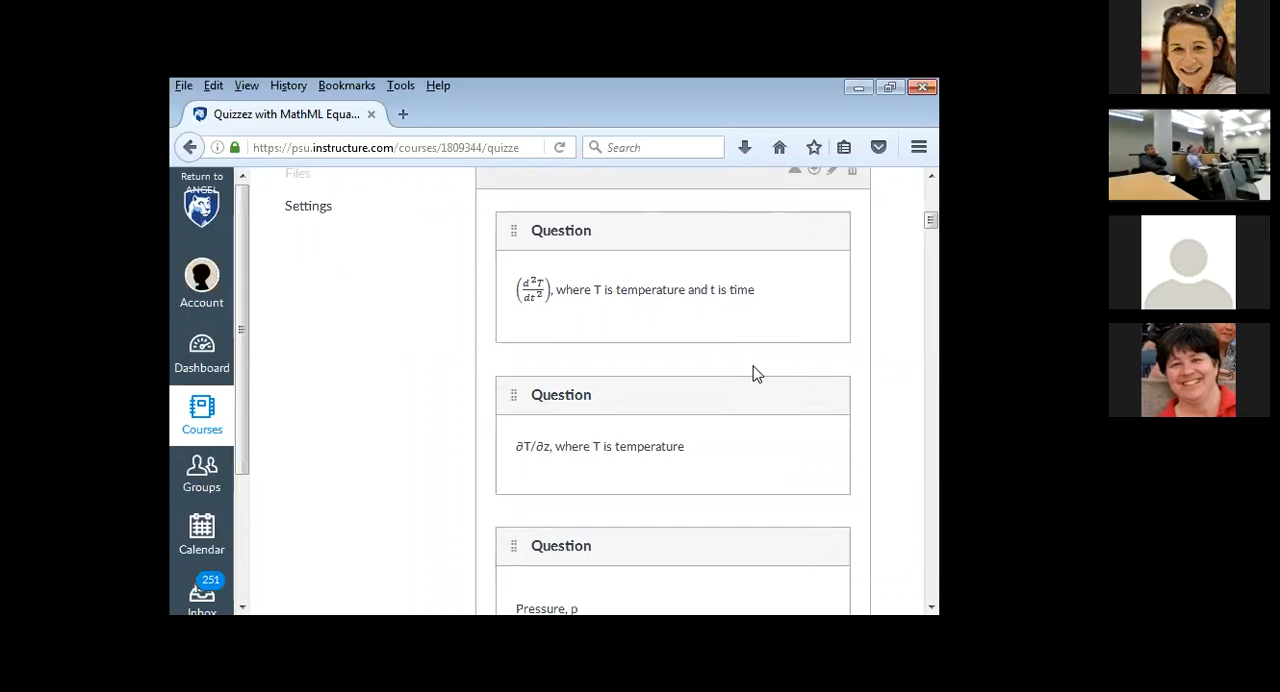 File Edit View History Bookmarks Tools Help
Quizzez with MathML Equa...
https://psu.instructure.com/courses/1809344/quizze
Search
Return to
ANGEL
Account
Dashboard
Courses
Groups
Calendar
251
Inbox
Files
Settings
Question
(d²T/dt²), where T is temperature and t is time
Question
∂T/∂z, where T is temperature
Question
Pressure, p